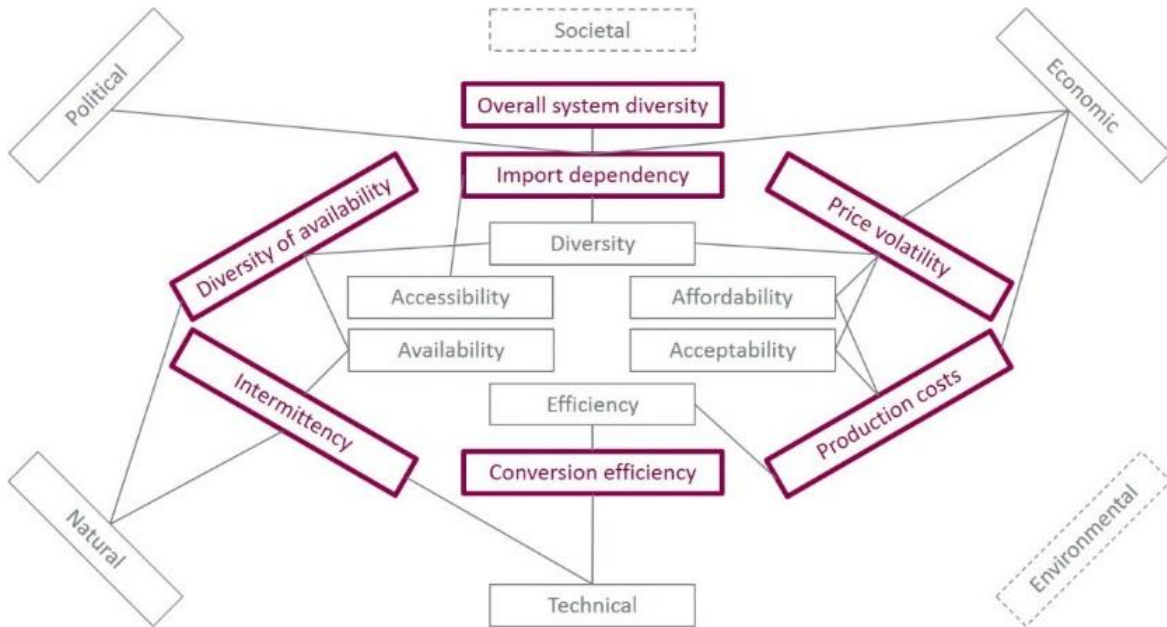 Societal
Political
Economic
Overall system diversity
Import dependency
Diversity of availability
Price volatility
Diversity
Accessibility
Affordability
Availability
Acceptability
Intermittency
Efficiency
Production costs
Conversion efficiency
Natural
Environmental
Technical